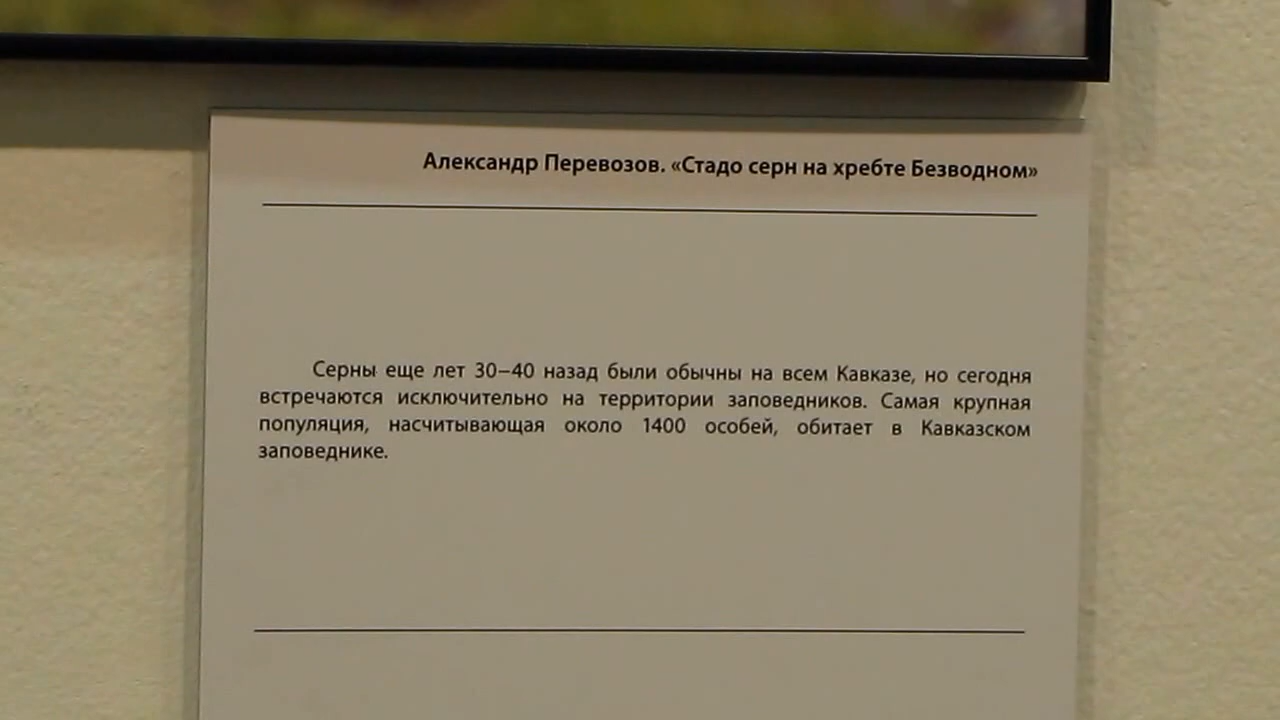 Александр Перевозов. «Стадо серн на хребте Безводном»
Серны еще лет 30–40 назад были обычны на всем Кавказе, но сегодня
встречаются исключительно на территории заповедников. Самая крупная
популяция, насчитывающая около 1400 особей, обитает в Кавказском
заповеднике.